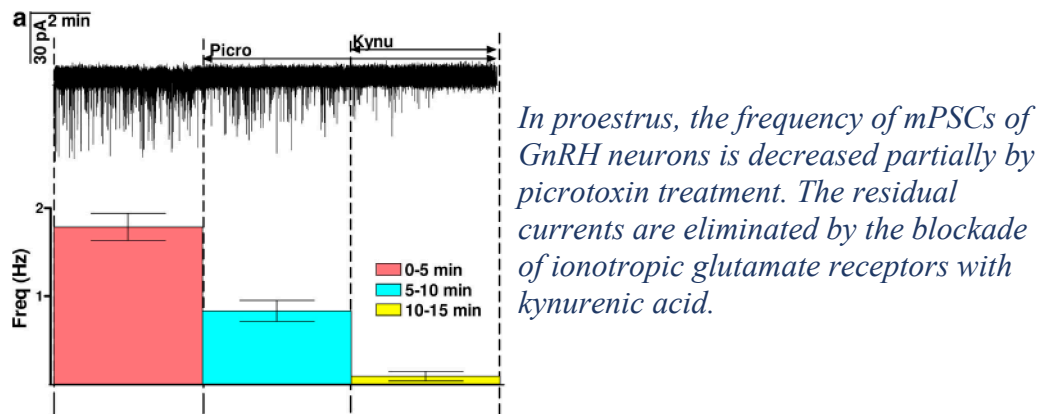 a
2 min
30 pA
Kynu
Picro
In proestrus, the frequency of mPSCs of
GnRH neurons is decreased partially by
picrotoxin treatment. The residual
currents are eliminated by the blockade
of ionotropic glutamate receptors with
kynurenic acid.
2
1
Freq (Hz)
0-5 min
5-10 min
10-15 min